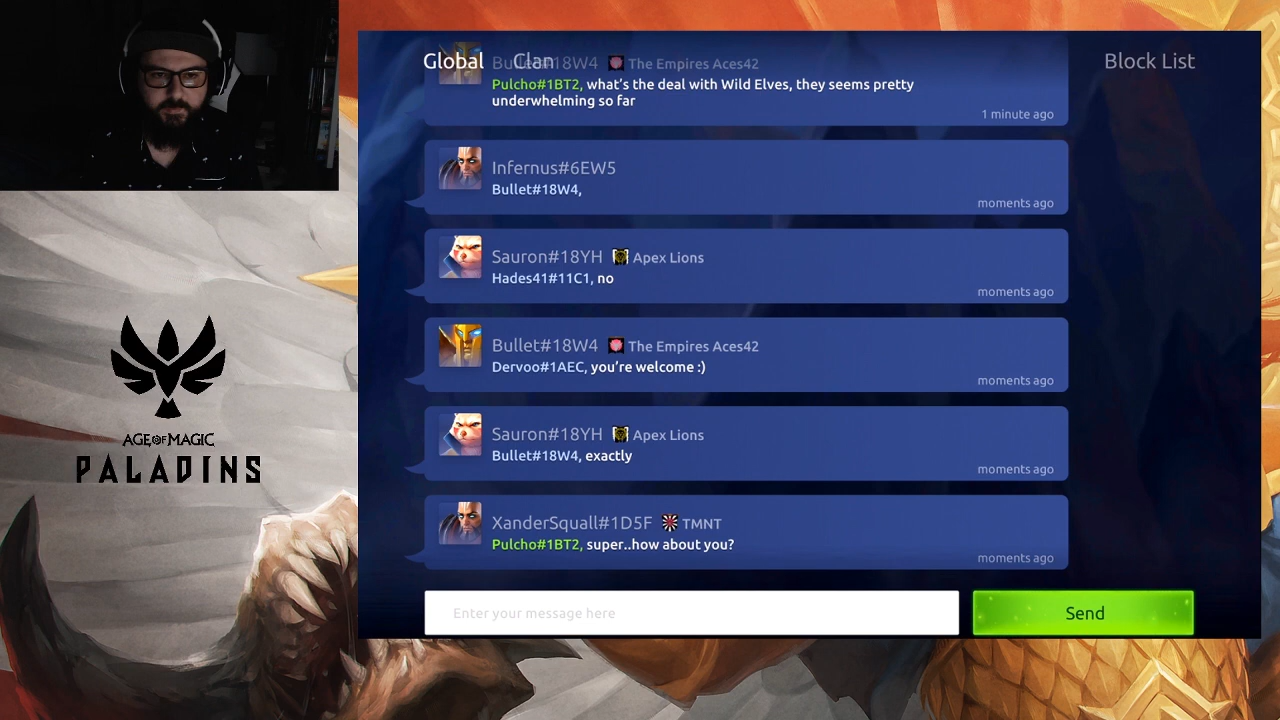 Global
Clan
Block List
Bullet#18W4 The Empires Aces42
Pulcho#1BT2, what's the deal with Wild Elves, they seems pretty
underwhelming so far
1 minute ago
Infernus#6EW5
Bullet#18W4,
moments ago
Sauron#18YH Apex Lions
Hades41#11C1, no
moments ago
Bullet#18W4 The Empires Aces42
Dervoo#1AEC, you're welcome :)
moments ago
Sauron#18YH Apex Lions
Bullet#18W4, exactly
moments ago
XanderSquall#1D5F TMNT
Pulcho#1BT2, super..how about you?
moments ago
Enter your message here
Send
AGE OF MAGIC
PALADINS